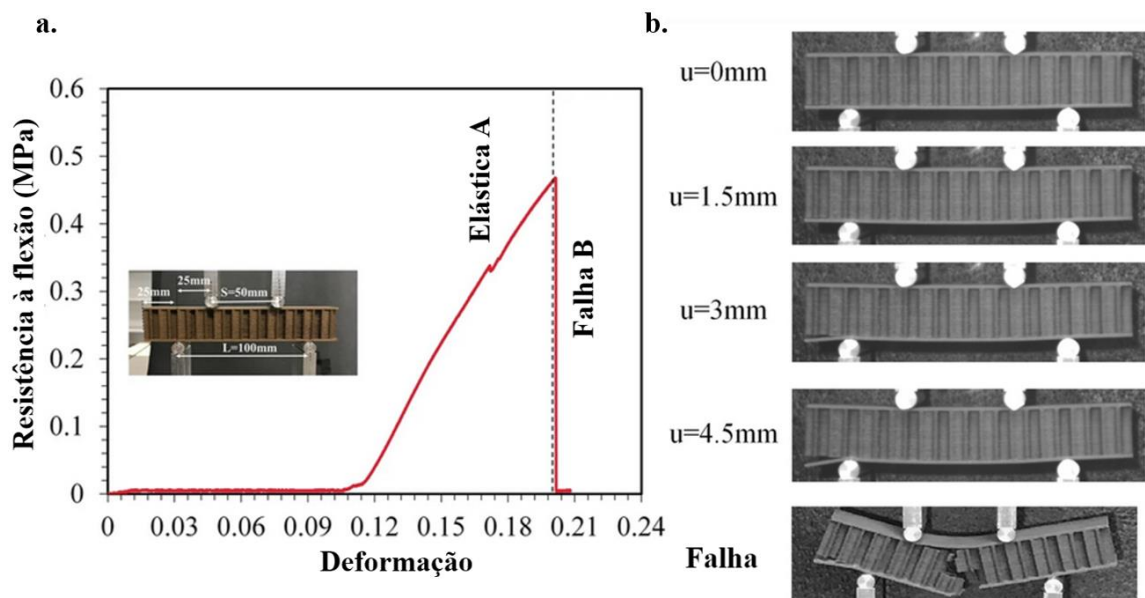 a.
Resistência à flexão (MPa)
0.6
0.5
0.4
0.3
0.2
0.1
0
0
0.03
0.06
0.09
0.12
0.15
0.18
0.21
0.24
Deformação
Elástica A
Falha B
25mm
25mm
S=50mm
L=100mm
b.
u=0mm
u=1.5mm
u=3mm
u=4.5mm
Falha